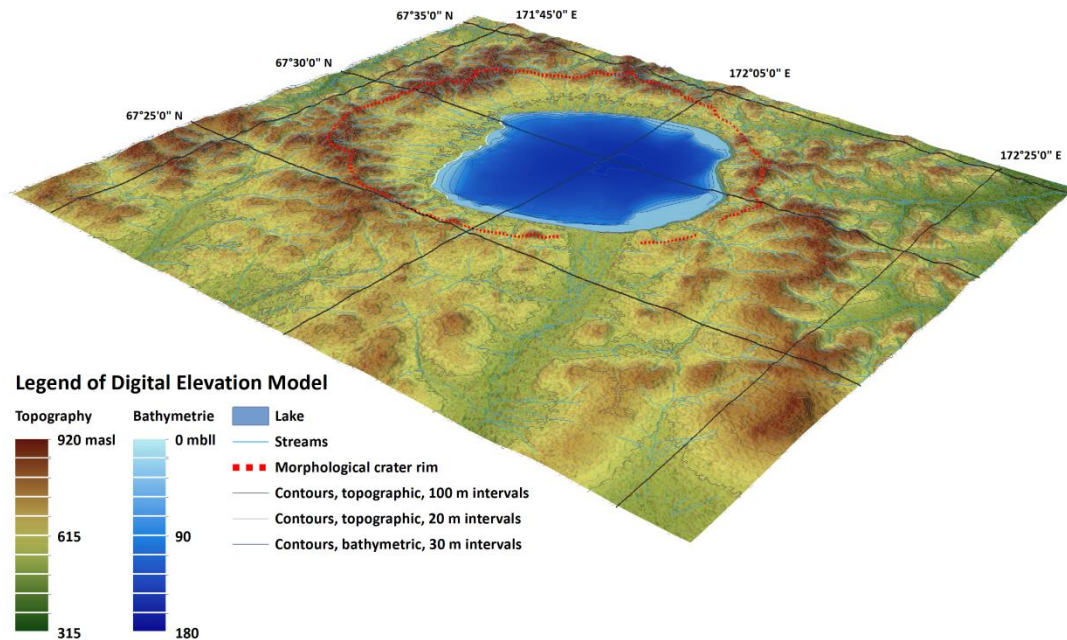 67°35'0" N
171°45'0" E
67°30'0" N
172°05'0" E
67°25'0" N
172°25'0" E
Legend of Digital Elevation Model
Topography
920 masl
615
315
Bathymetrie
0 mbll
90
180
Lake
Streams
Morphological crater rim
Contours, topographic, 100 m intervals
Contours, topographic, 20 m intervals
Contours, bathymetric, 30 m intervals